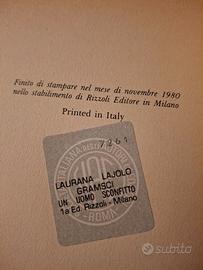 Finito di stampare nel mese di novembre 1980
nello stabilimento di Rizzoli Editore in Milano
Printed in Italy
7261
LAURANA LAJOLO
GRAMSCI
UN UOMO SCONFITTO
1a Ed. Rizzoli - Milano
ROMA
subito